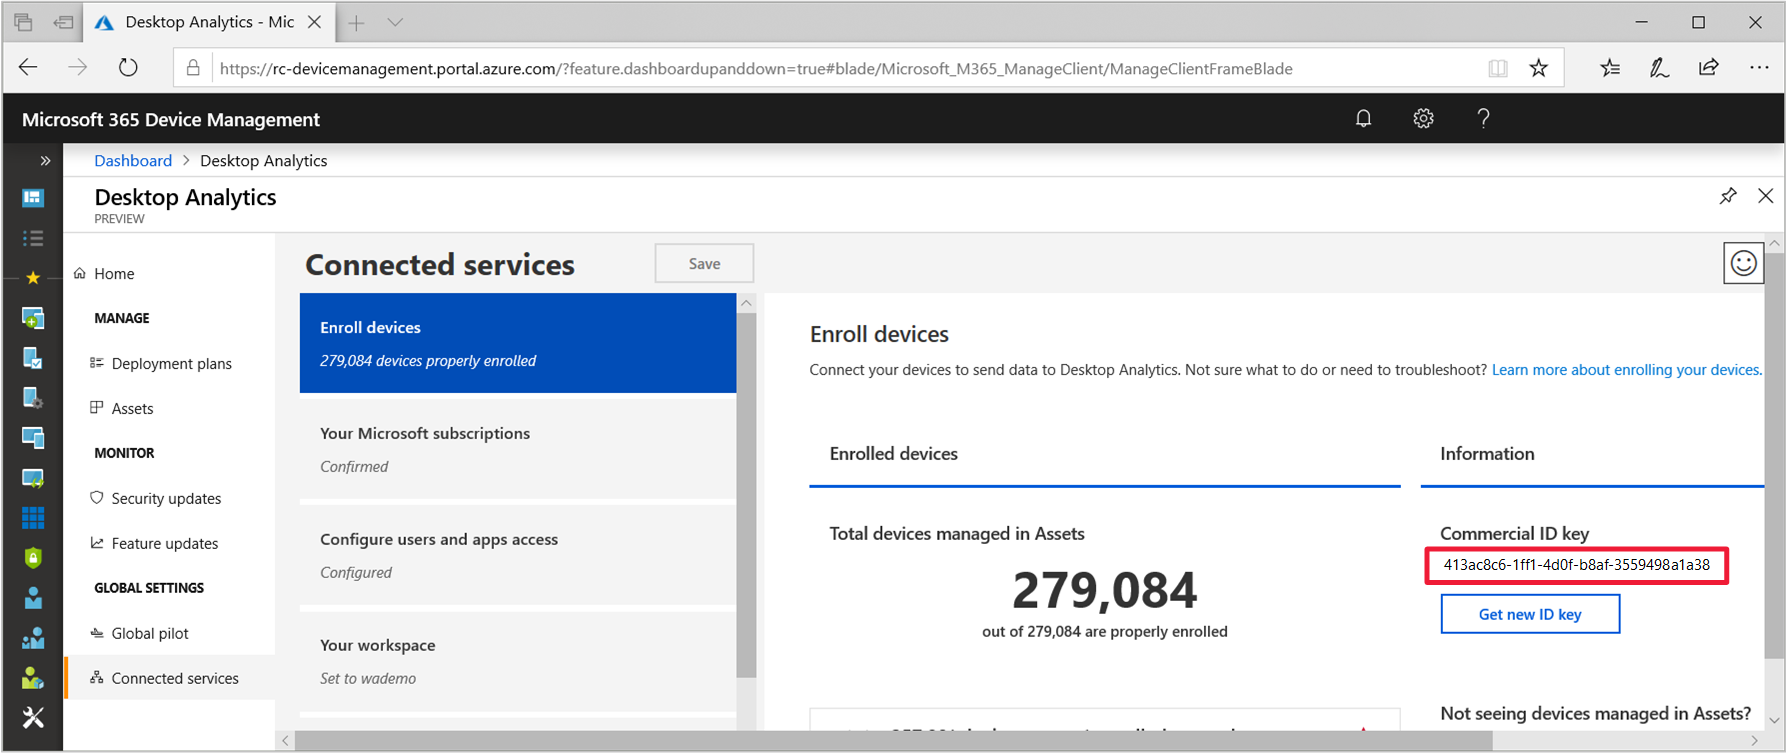 Desktop Analytics - Mic
https://rc-devicemanagement.portal.azure.com/?feature.dashboardupanddown=true#blade/Microsoft_M365_ManageClient/ManageClientFrameBlade
Microsoft 365 Device Management
Dashboard > Desktop Analytics
Desktop Analytics
PREVIEW
Home
MANAGE
Deployment plans
Assets
MONITOR
Security updates
Feature updates
GLOBAL SETTINGS
Global pilot
Connected services
Connected services
Save
Enroll devices
279,084 devices properly enrolled
Your Microsoft subscriptions
Confirmed
Configure users and apps access
Configured
Your workspace
Set to wademo
Enroll devices
Connect your devices to send data to Desktop Analytics. Not sure what to do or need to troubleshoot? Learn more about enrolling your devices.
Enrolled devices
Total devices managed in Assets
279,084
out of 279,084 are properly enrolled
Information
Commercial ID key
413ac8c6-1ff1-4d0f-b8af-3559498a1a38
Get new ID key
Not seeing devices managed in Assets?